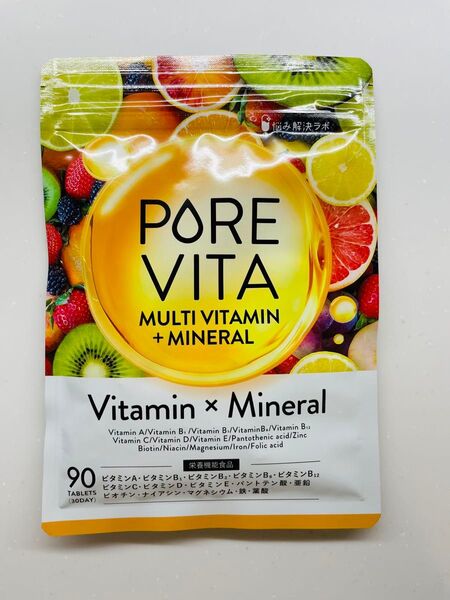 悩み解決ラボ
PORE
VITA
MULTI VITAMIN
+ MINERAL
Vitamin × Mineral
Vitamin A/Vitamin B₁/Vitamin B₂/VitaminB₆/Vitamin B₁₂
Vitamin C/Vitamin D/Vitamin E/Pantothenic acid/Zinc
Biotin/Niacin/Magnesium/Iron/Folic acid
栄養機能食品
90
TABLETS
(30DAY)
ビタミンA・ビタミンB₁・ビタミンB₂・ビタミンB₆・ビタミンB₁₂
ビタミンC・ビタミンD・ビタミンE・パントテン酸・亜鉛
ビオチン・ナイアシン・マグネシウム・鉄・葉酸